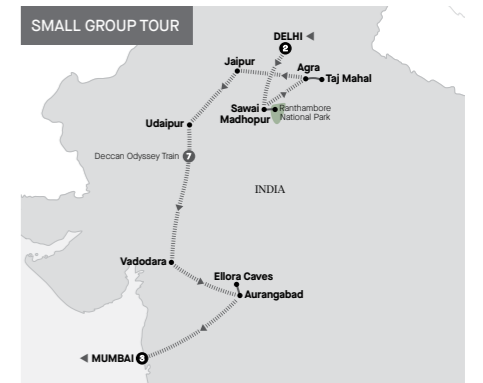 SMALL GROUP TOUR
DELHI
2
Jaipur
Agra
Taj Mahal
Sawai
Madhopur
Ranthambore
National Park
Udaipur
Deccan Odyssey Train
7
INDIA
Vadodara
Ellora Caves
Aurangabad
MUMBAI
3